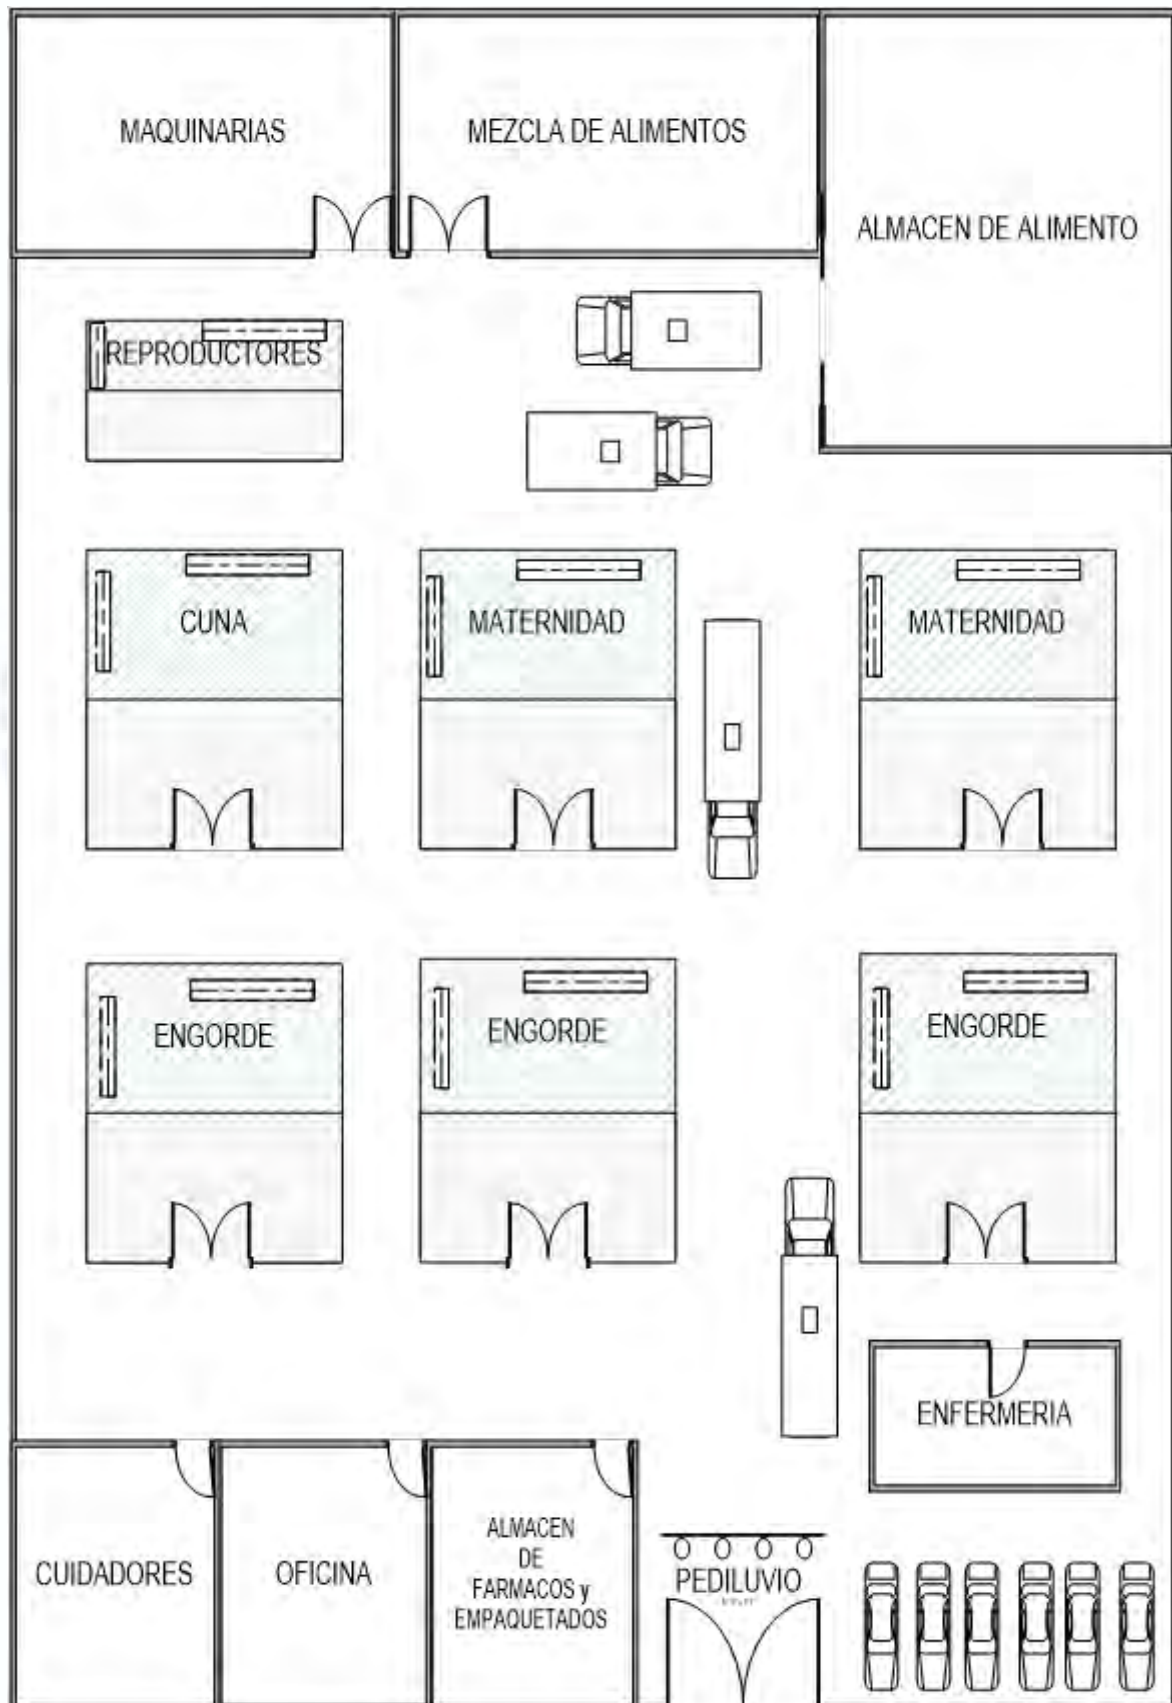 MAQUINARIAS
MEZCLA DE ALIMENTOS
ALMACEN DE ALIMENTO
REPRODUCTORES
CUNA
MATERNIDAD
MATERNIDAD
ENGORDE
ENGORDE
ENGORDE
ENFERMERIA
CUIDADORES
OFICINA
ALMACEN
DE
FARMACOS y
EMPAQUETADOS
PEDILUVIO